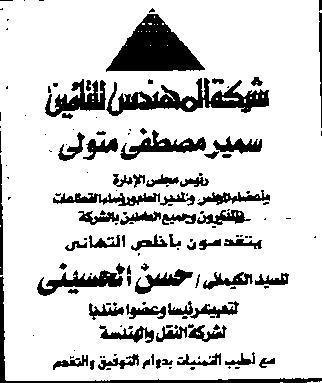 شركة المهندس للتأمين
سمير مصطفى متولى
رئيس مجلس الإدارة
وأعضاء المجلس والمدير العام ورؤساء القطاعات
والمديرون وجميع العاملين بالشركة
يتقدمون بأخلص التهانى
للسيد الكيمائى / حسن الحسينى
لتعيينه رئيسا وعضوا منتدبا
لشركة النقل والهندسة
مع أطيب التمنيات بدوام التوفيق والتقدم